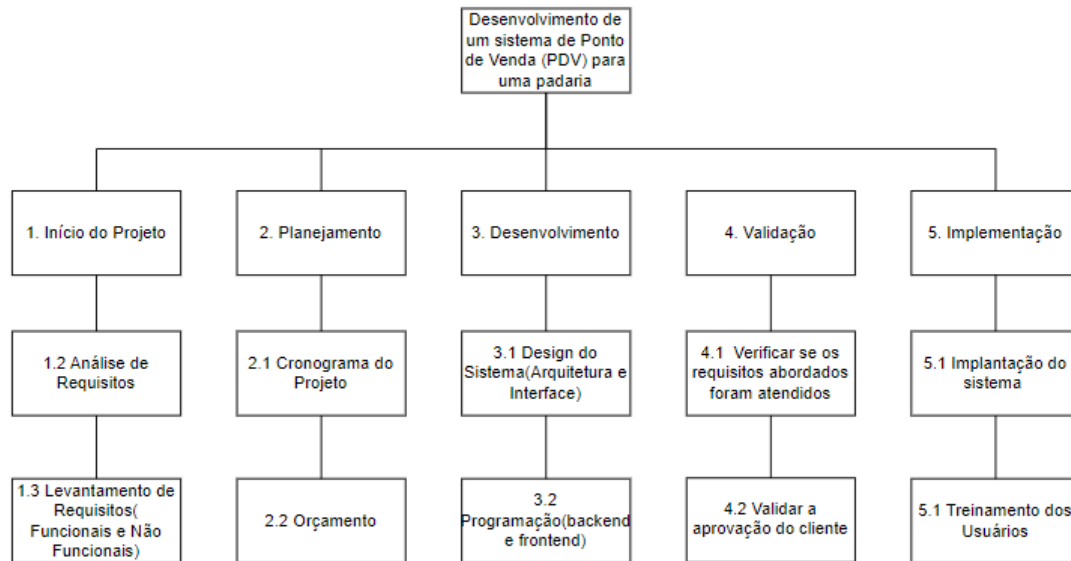 Desenvolvimento de
um sistema de Ponto
de Venda (PDV) para
uma padaria
1. Início do Projeto
2. Planejamento
3. Desenvolvimento
4. Validação
5. Implementação
1.2 Análise de
Requisitos
2.1 Cronograma do
Projeto
3.1 Design do
Sistema(Arquitetura e
Interface)
4.1 Verificar se os
requisitos abordados
foram atendidos
5.1 Implantação do
sistema
1.3 Levantamento de
Requisitos(
Funcionais e Não
Funcionais)
2.2 Orçamento
3.2
Programação(backend
e frontend)
4.2 Validar a
aprovação do cliente
5.1 Treinamento dos
Usuários